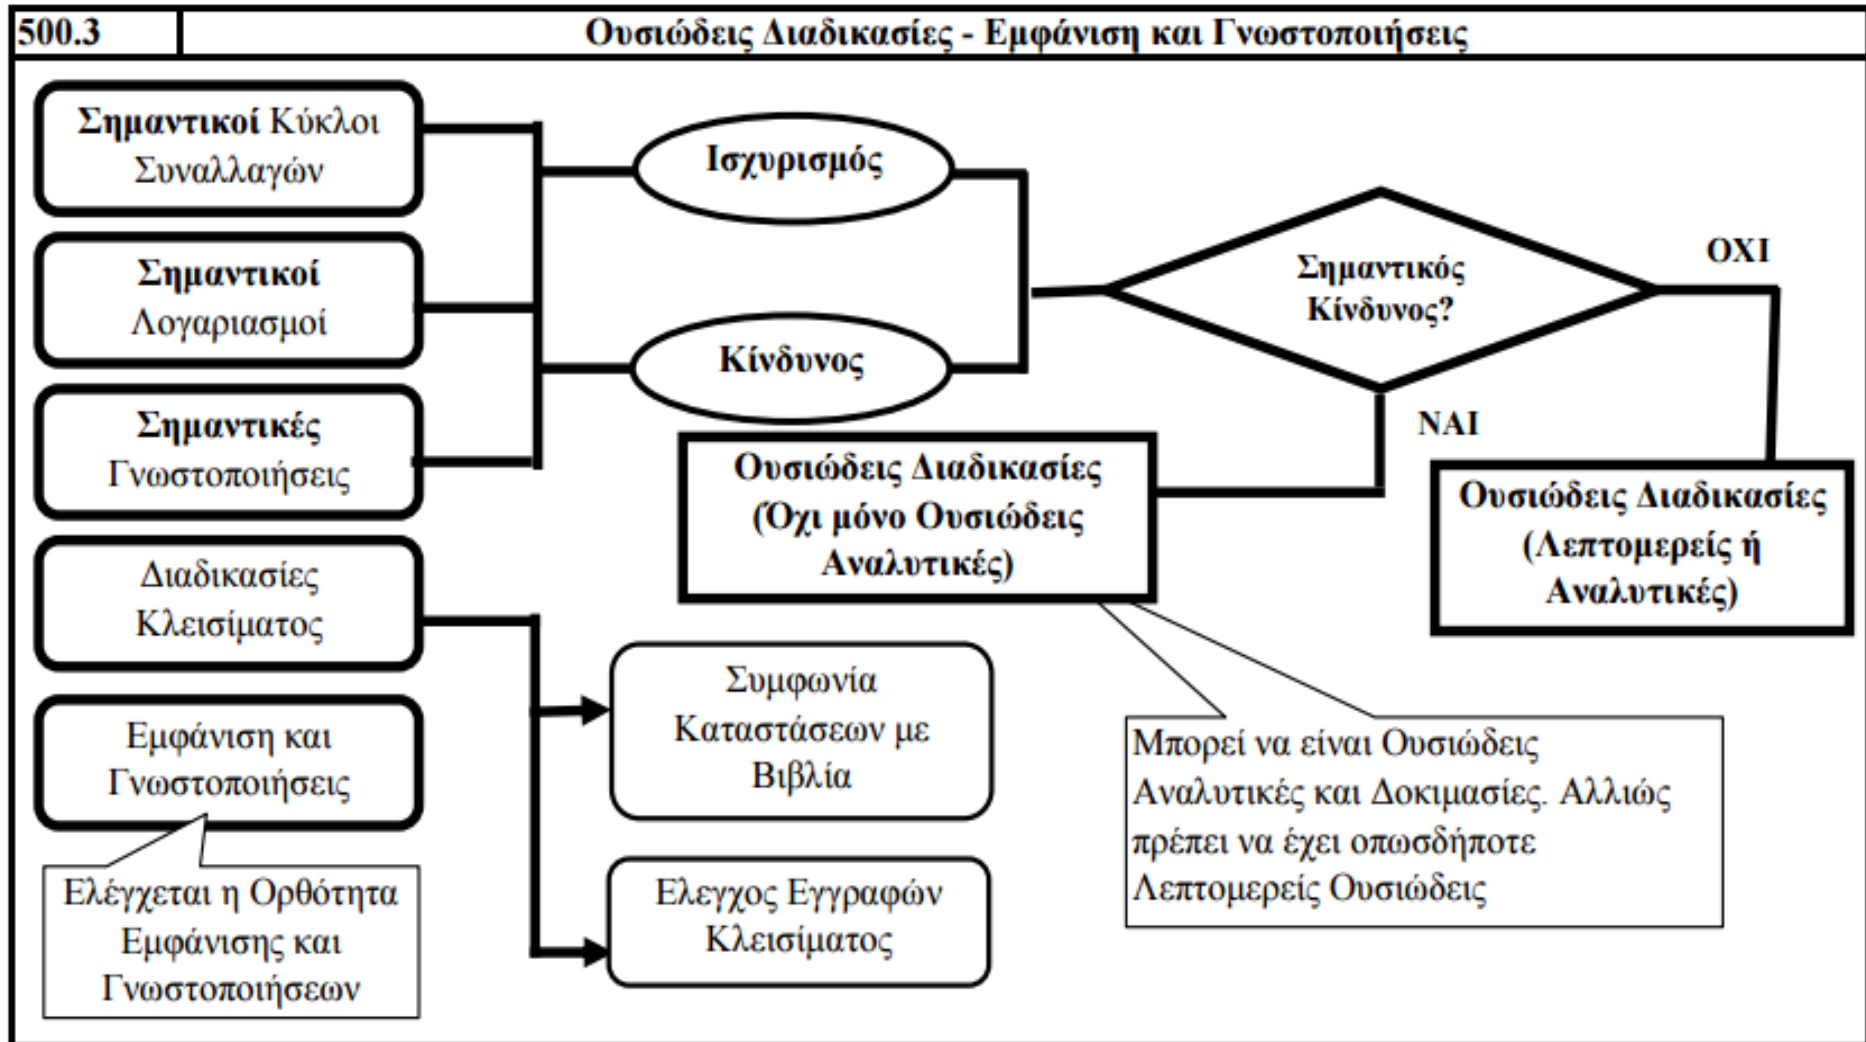 500.3
Ουσιώδεις Διαδικασίες - Εμφάνιση και Γνωστοποιήσεις
Σημαντικοί Κύκλοι
Συναλλαγών
Σημαντικοί
Λογαριασμοί
Σημαντικές
Γνωστοποιήσεις
Διαδικασίες
Κλεισίματος
Εμφάνιση και
Γνωστοποιήσεις
Ελέγχεται η Ορθότητα
Εμφάνισης και
Γνωστοποιήσεων
Ισχυρισμός
Κίνδυνος
Σημαντικός
Κίνδυνος?
ΟΧΙ
ΝΑΙ
Ουσιώδεις Διαδικασίες
(Όχι μόνο Ουσιώδεις
Αναλυτικές)
Ουσιώδεις Διαδικασίες
(Λεπτομερείς ή
Αναλυτικές)
Συμφωνία
Καταστάσεων με
Βιβλία
Ελεγχος Εγγραφών
Κλεισίματος
Μπορεί να είναι Ουσιώδεις
Αναλυτικές και Δοκιμασίες. Αλλιώς
πρέπει να έχει οπωσδήποτε
Λεπτομερείς Ουσιώδεις